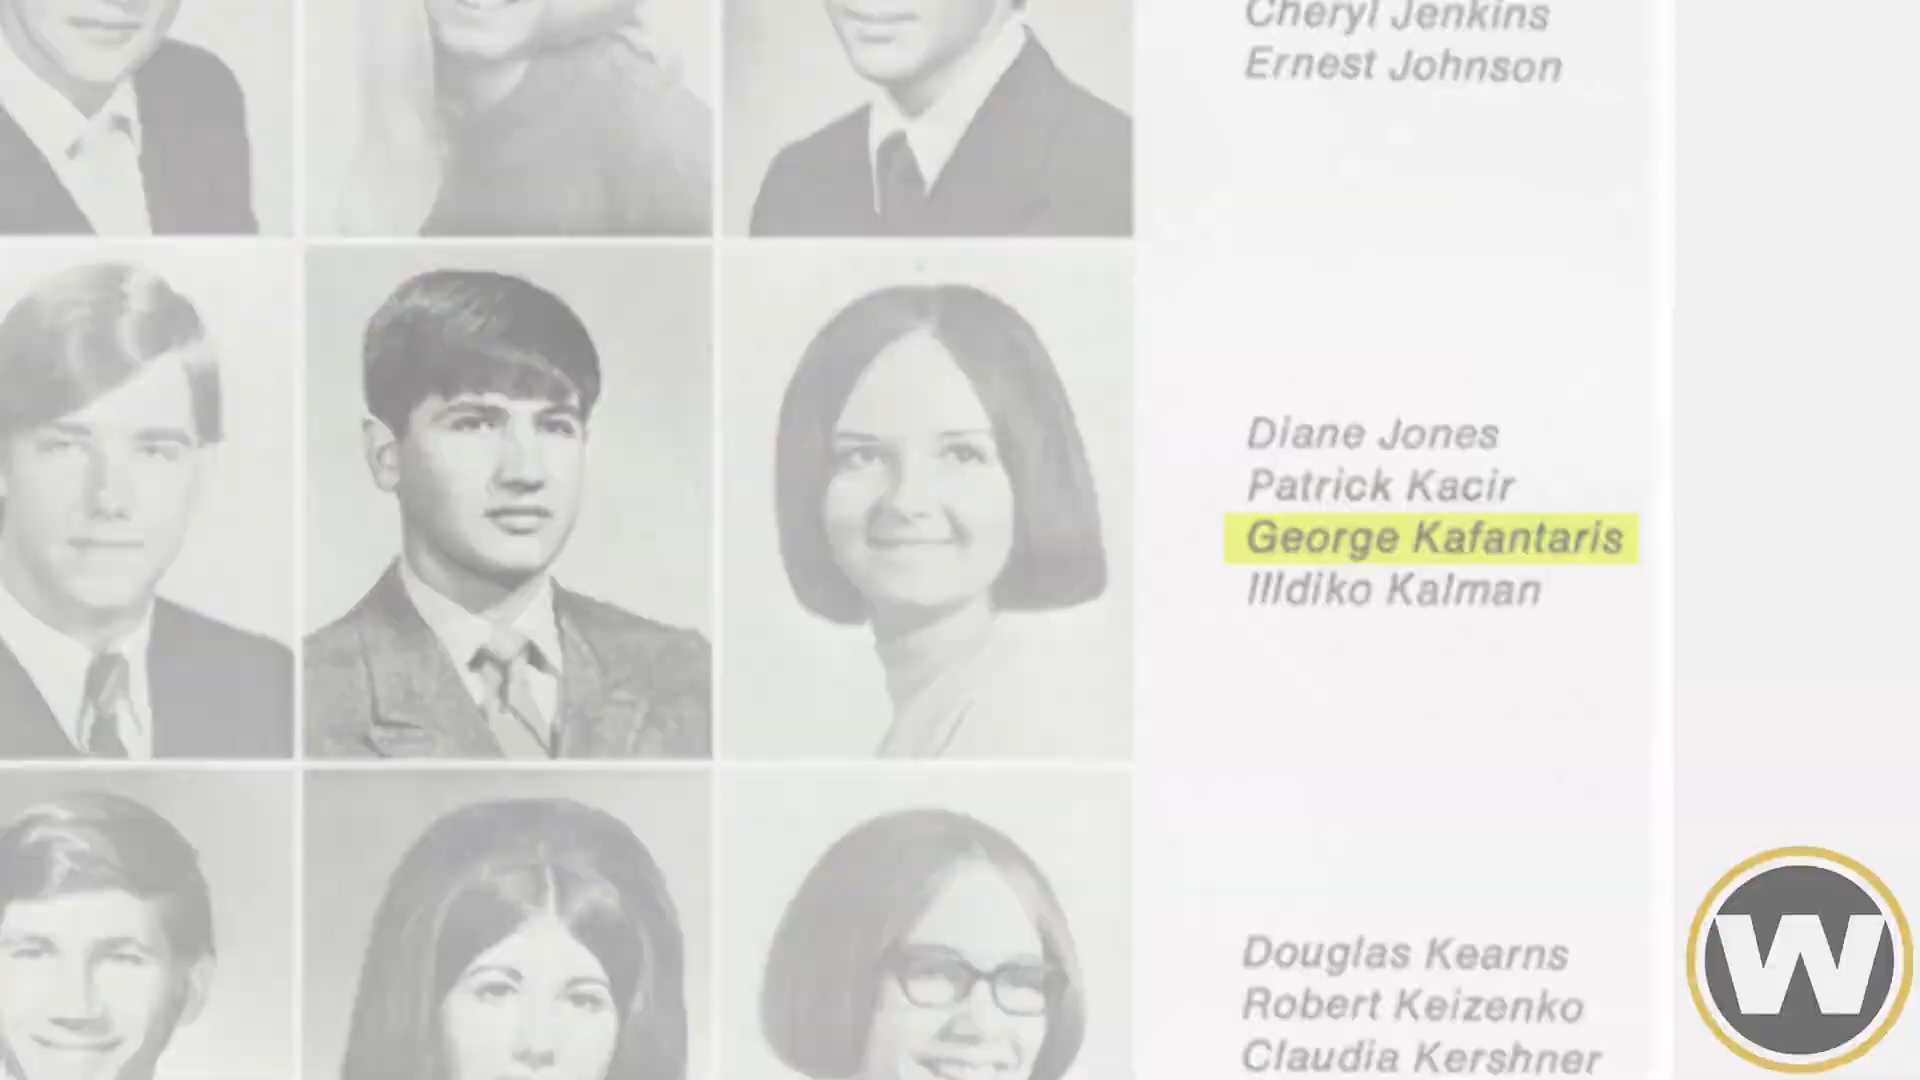 Cheryl Jenkins
Ernest Johnson
Diane Jones
Patrick Kacir
George Kafantaris
Illdiko Kalman
Douglas Kearns
Robert Keizenko
Claudia Kershner
W